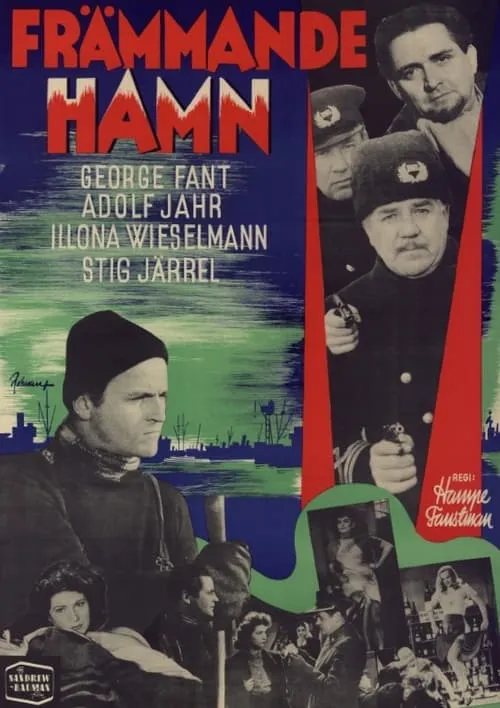 FRÄMMANDE
HAMN
GEORGE FANT
ADOLF JAHR
ILLONA WIESELMANN
STIG JÄRREL
REGI:
Hampe
Faustman
SANDREW
BAUMAN